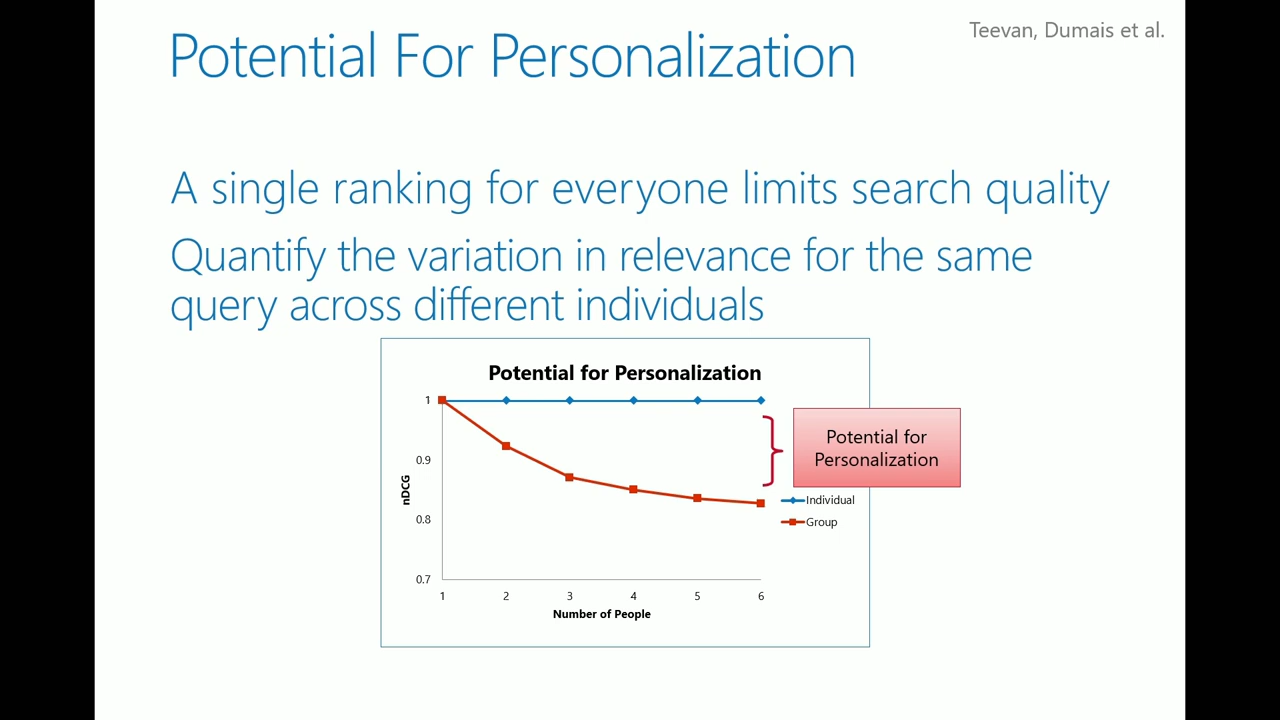 Teevan, Dumais et al.
Potential For Personalization
A single ranking for everyone limits search quality
Quantify the variation in relevance for the same
query across different individuals
Potential for Personalization
1
0.9
0.8
0.7
nDCG
1 2 3 4 5 6
Number of People
Potential for
Personalization
Individual
Group